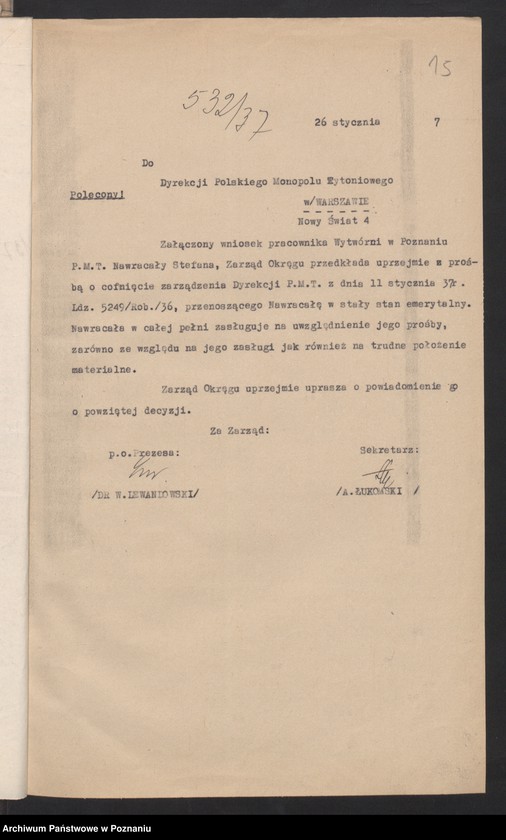 15
532/37
26 stycznia 7
Do
Dyrekcji Polskiego Monopolu Tytoniowego
Polecony!
w/WARSZAWIE
Nowy Świat 4
Załączony wniosek pracownika Wytwórni w Poznaniu
P.M.T. Nawracały Stefana, Zarząd Okręgu przedkłada uprzejmie z proś-
bą o cofnięcie zarządzenia Dyrekcji P.M.T. z dnia 11 stycznia 37r.
Ldz. 5249/Rob./36, przenoszącego Nawracałę w stały stan emerytalny.
Nawracała w całej pełni zasługuje na uwzględnienie jego prośby,
zarówno ze względu na jego zasługi jak również na trudne położenie
materialne.
Zarząd Okręgu uprzejmie uprasza o powiadomienie go
o powziętej decyzji.
Za Zarząd:
p.o.Prezesa: Sekretarz:
/DR W.LEWANDOWSKI/ /A.ŁUKOMSKI /
Archiwum Państwowe w Poznaniu